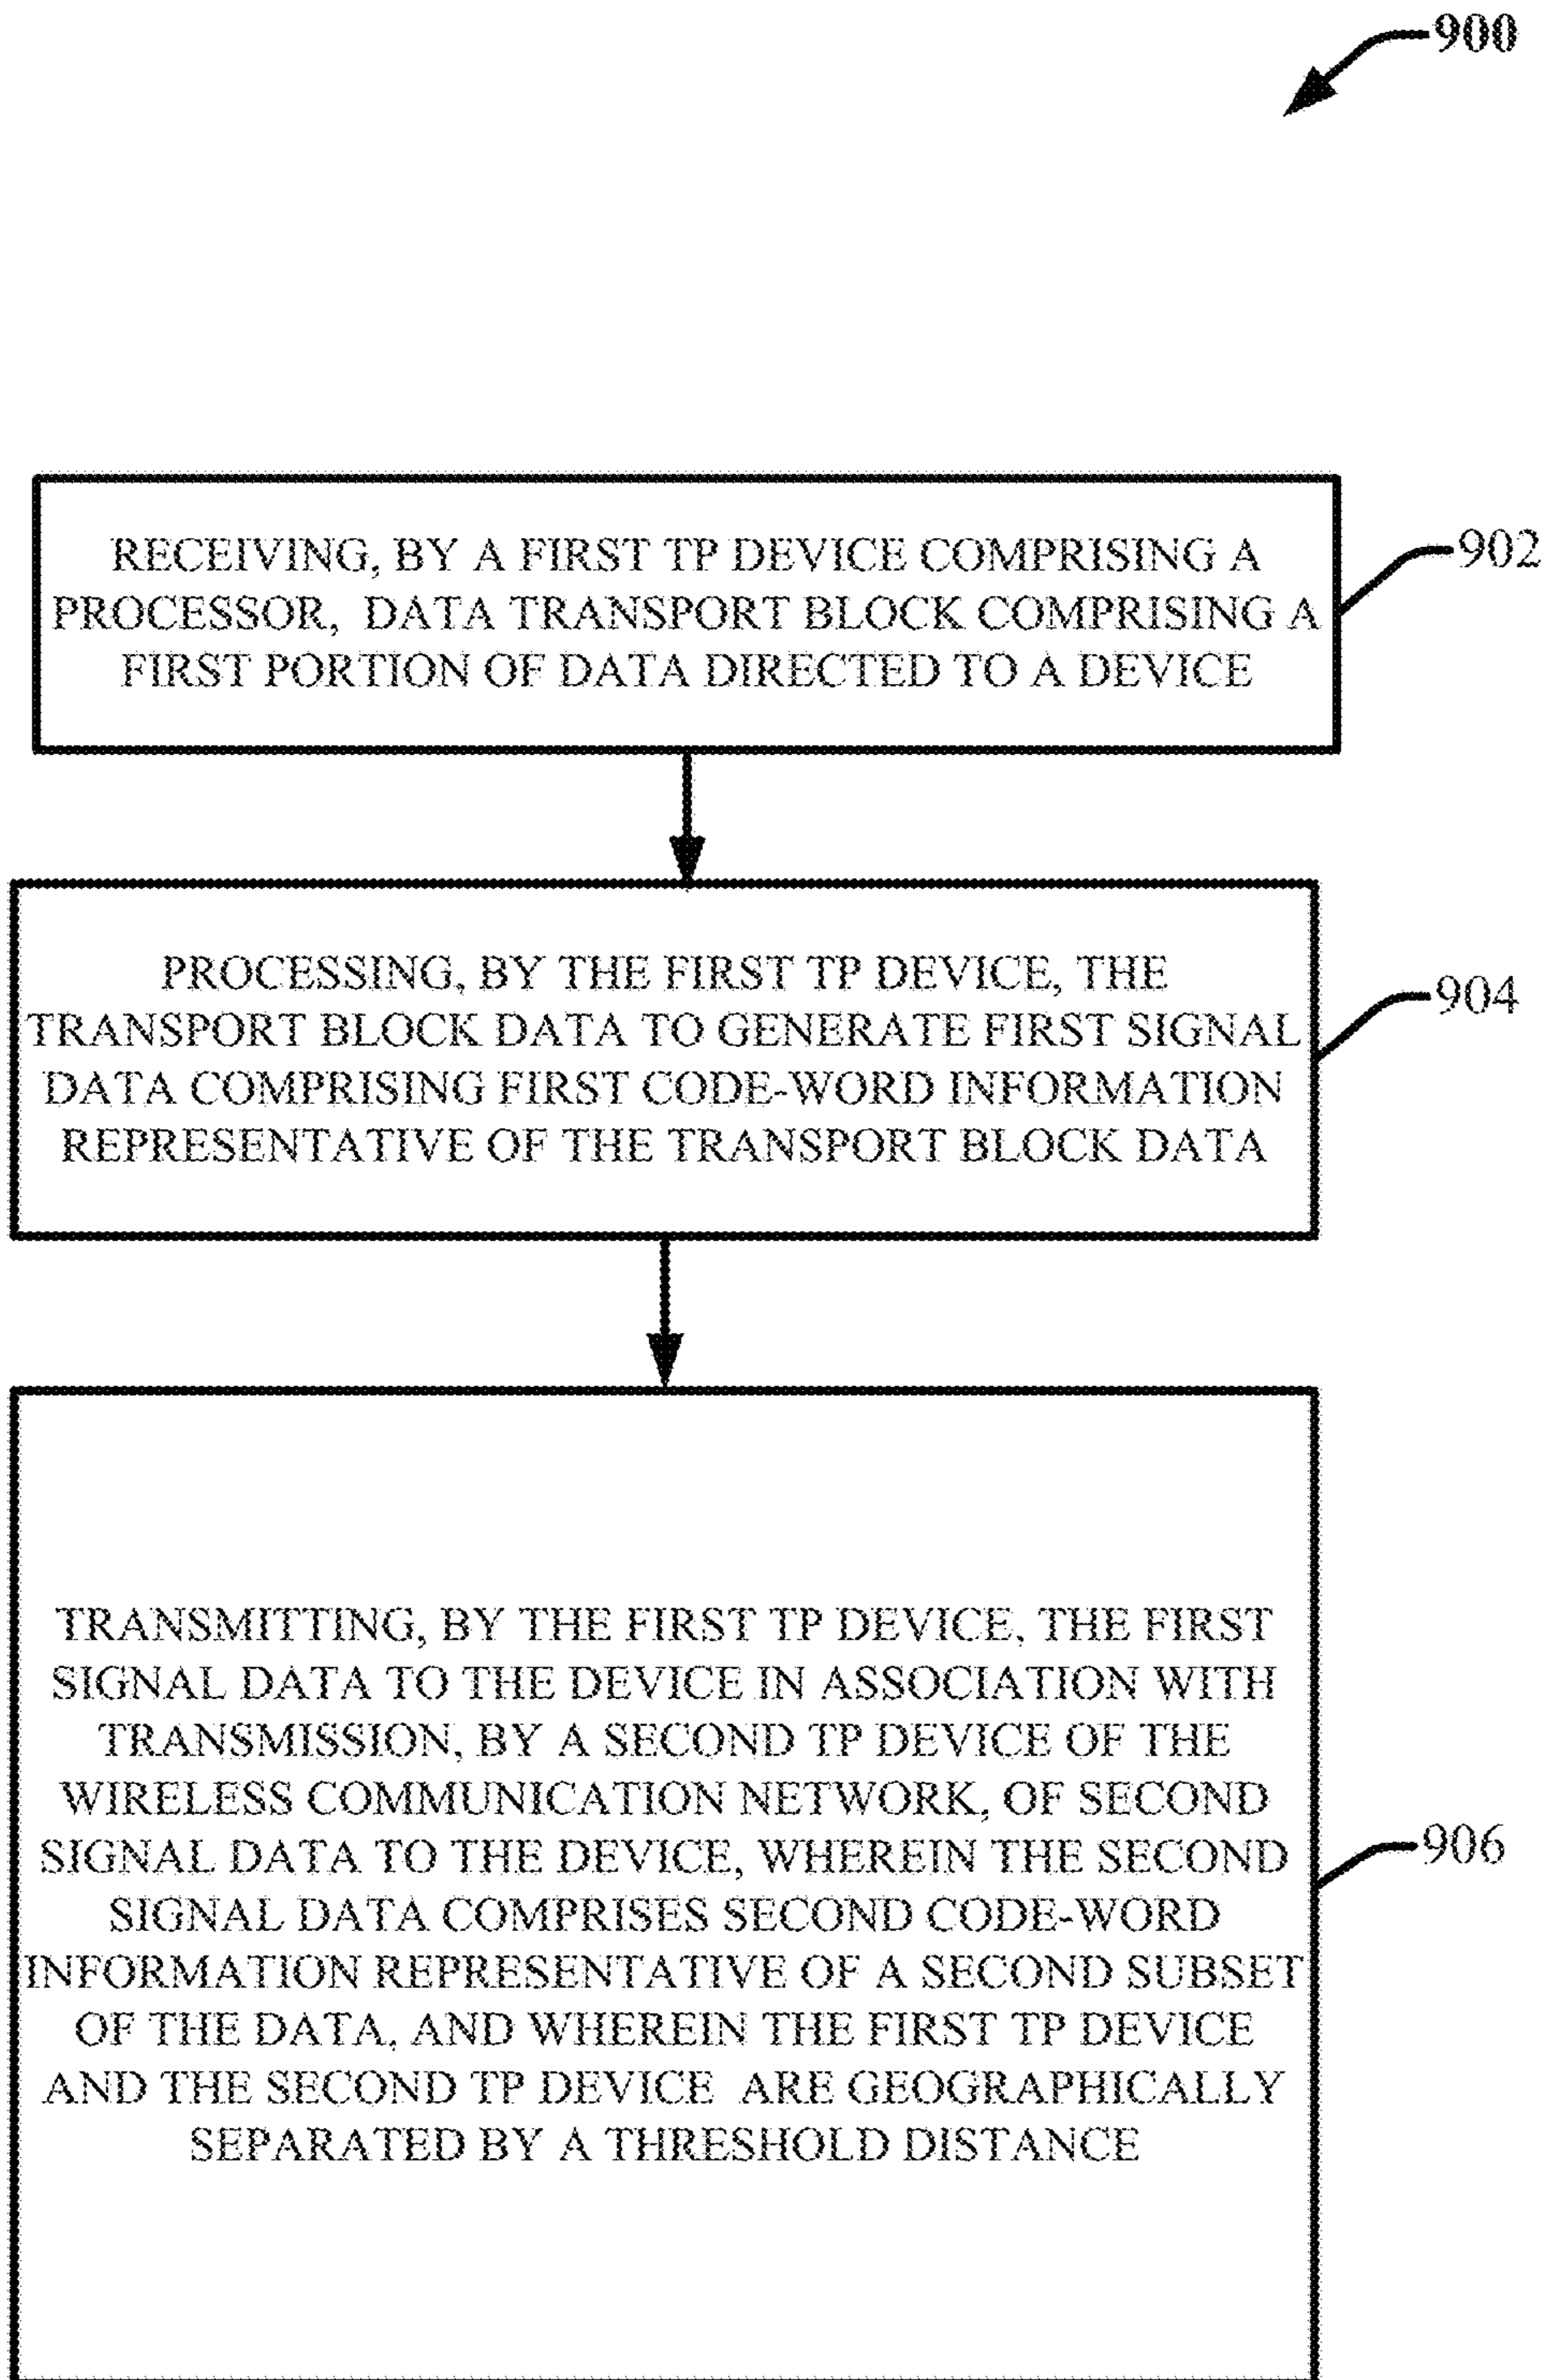 900
RECEIVING, BY A FIRST TP DEVICE COMPRISING A
PROCESSOR, DATA TRANSPORT BLOCK COMPRISING A
FIRST PORTION OF DATA DIRECTED TO A DEVICE
902
PROCESSING, BY THE FIRST TP DEVICE, THE
TRANSPORT BLOCK DATA TO GENERATE FIRST SIGNAL
DATA COMPRISING FIRST CODE-WORD INFORMATION
REPRESENTATIVE OF THE TRANSPORT BLOCK DATA
904
TRANSMITTING, BY THE FIRST TP DEVICE, THE FIRST
SIGNAL DATA TO THE DEVICE IN ASSOCIATION WITH
TRANSMISSION, BY A SECOND TP DEVICE OF THE
WIRELESS COMMUNICATION NETWORK, OF SECOND
SIGNAL DATA TO THE DEVICE, WHEREIN THE SECOND
SIGNAL DATA COMPRISES SECOND CODE-WORD
INFORMATION REPRESENTATIVE OF A SECOND SUBSET
OF THE DATA, AND WHEREIN THE FIRST TP DEVICE
AND THE SECOND TP DEVICE ARE GEOGRAPHICALLY
SEPARATED BY A THRESHOLD DISTANCE
906